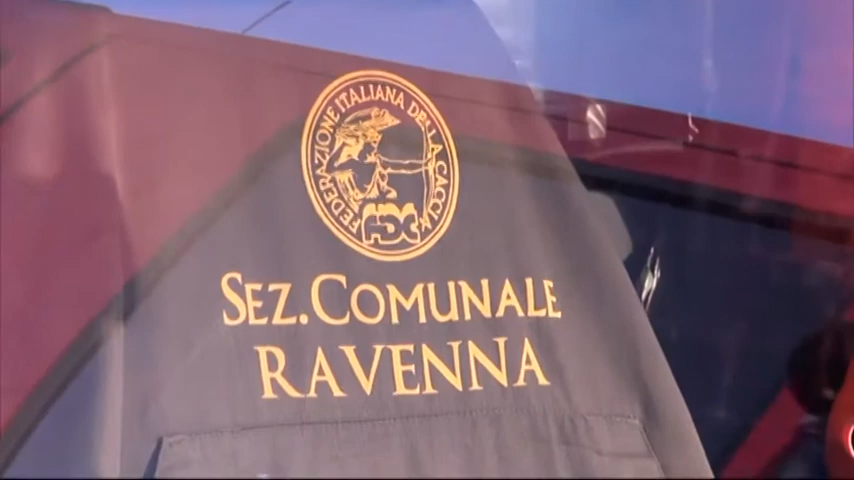 FEDERAZIONE ITALIANA DELLA CACCIA
FIDC
SEZ. COMUNALE
RAVENNA